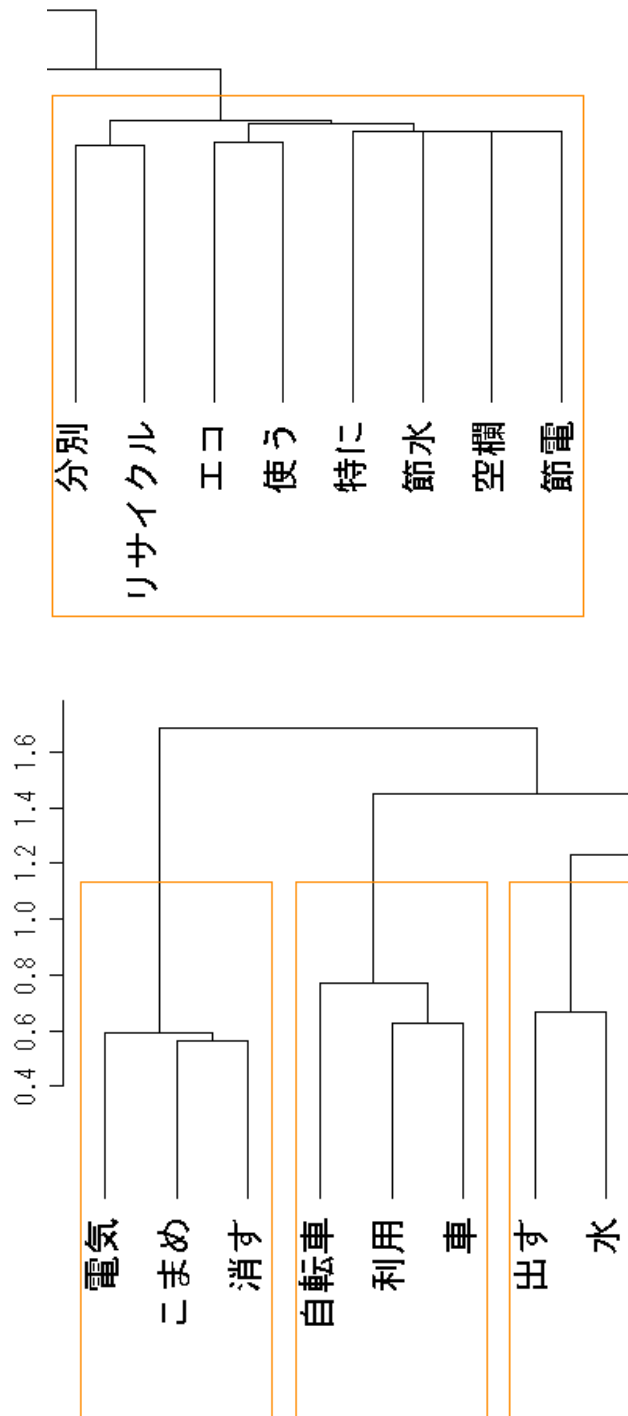 分別
リサイクル
エコ
使う
特に
節水
空欄
節電
0.4 0.6 0.8 1.0 1.2 1.4 1.6
電気
こまめ
消す
自転車
利用
車
出す
水